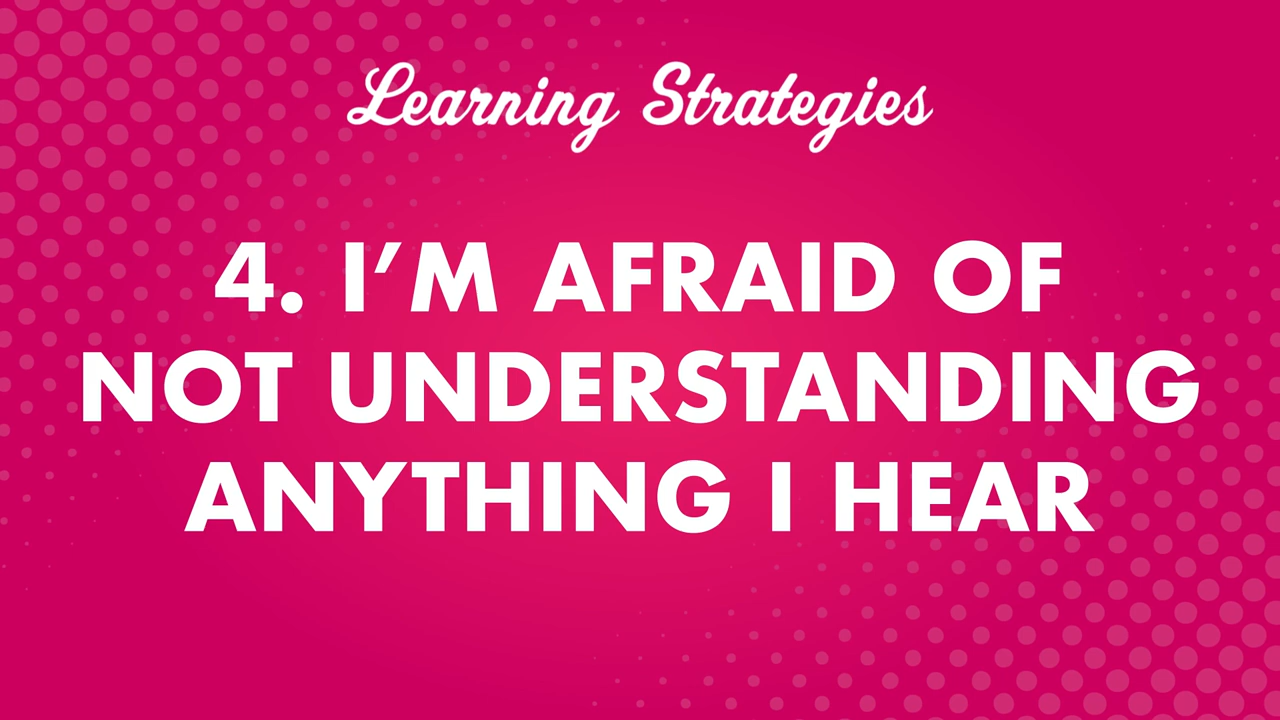 Learning Strategies
4. I’M AFRAID OF
NOT UNDERSTANDING
ANYTHING I HEAR